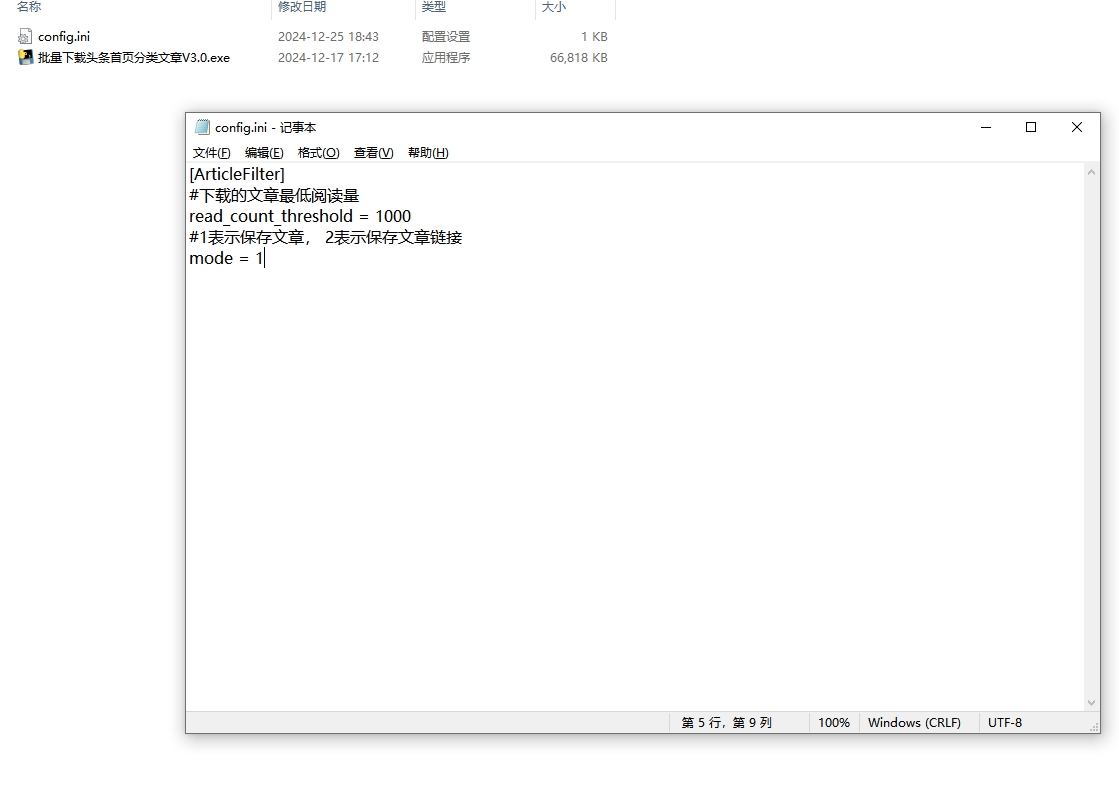 名称 修改日期 类型 大小
config.ini 2024-12-25 18:43 配置设置 1 KB
批量下载头条首页分类文章V3.0.exe 2024-12-17 17:12 应用程序 66,818 KB
config.ini - 记事本
文件(F) 编辑(E) 格式(O) 查看(V) 帮助(H)
[ArticleFilter]
#下载的文章最低阅读量
read_count_threshold = 1000
#1表示保存文章， 2表示保存文章链接
mode = 1
第 5 行，第 9 列 100% Windows (CRLF) UTF-8